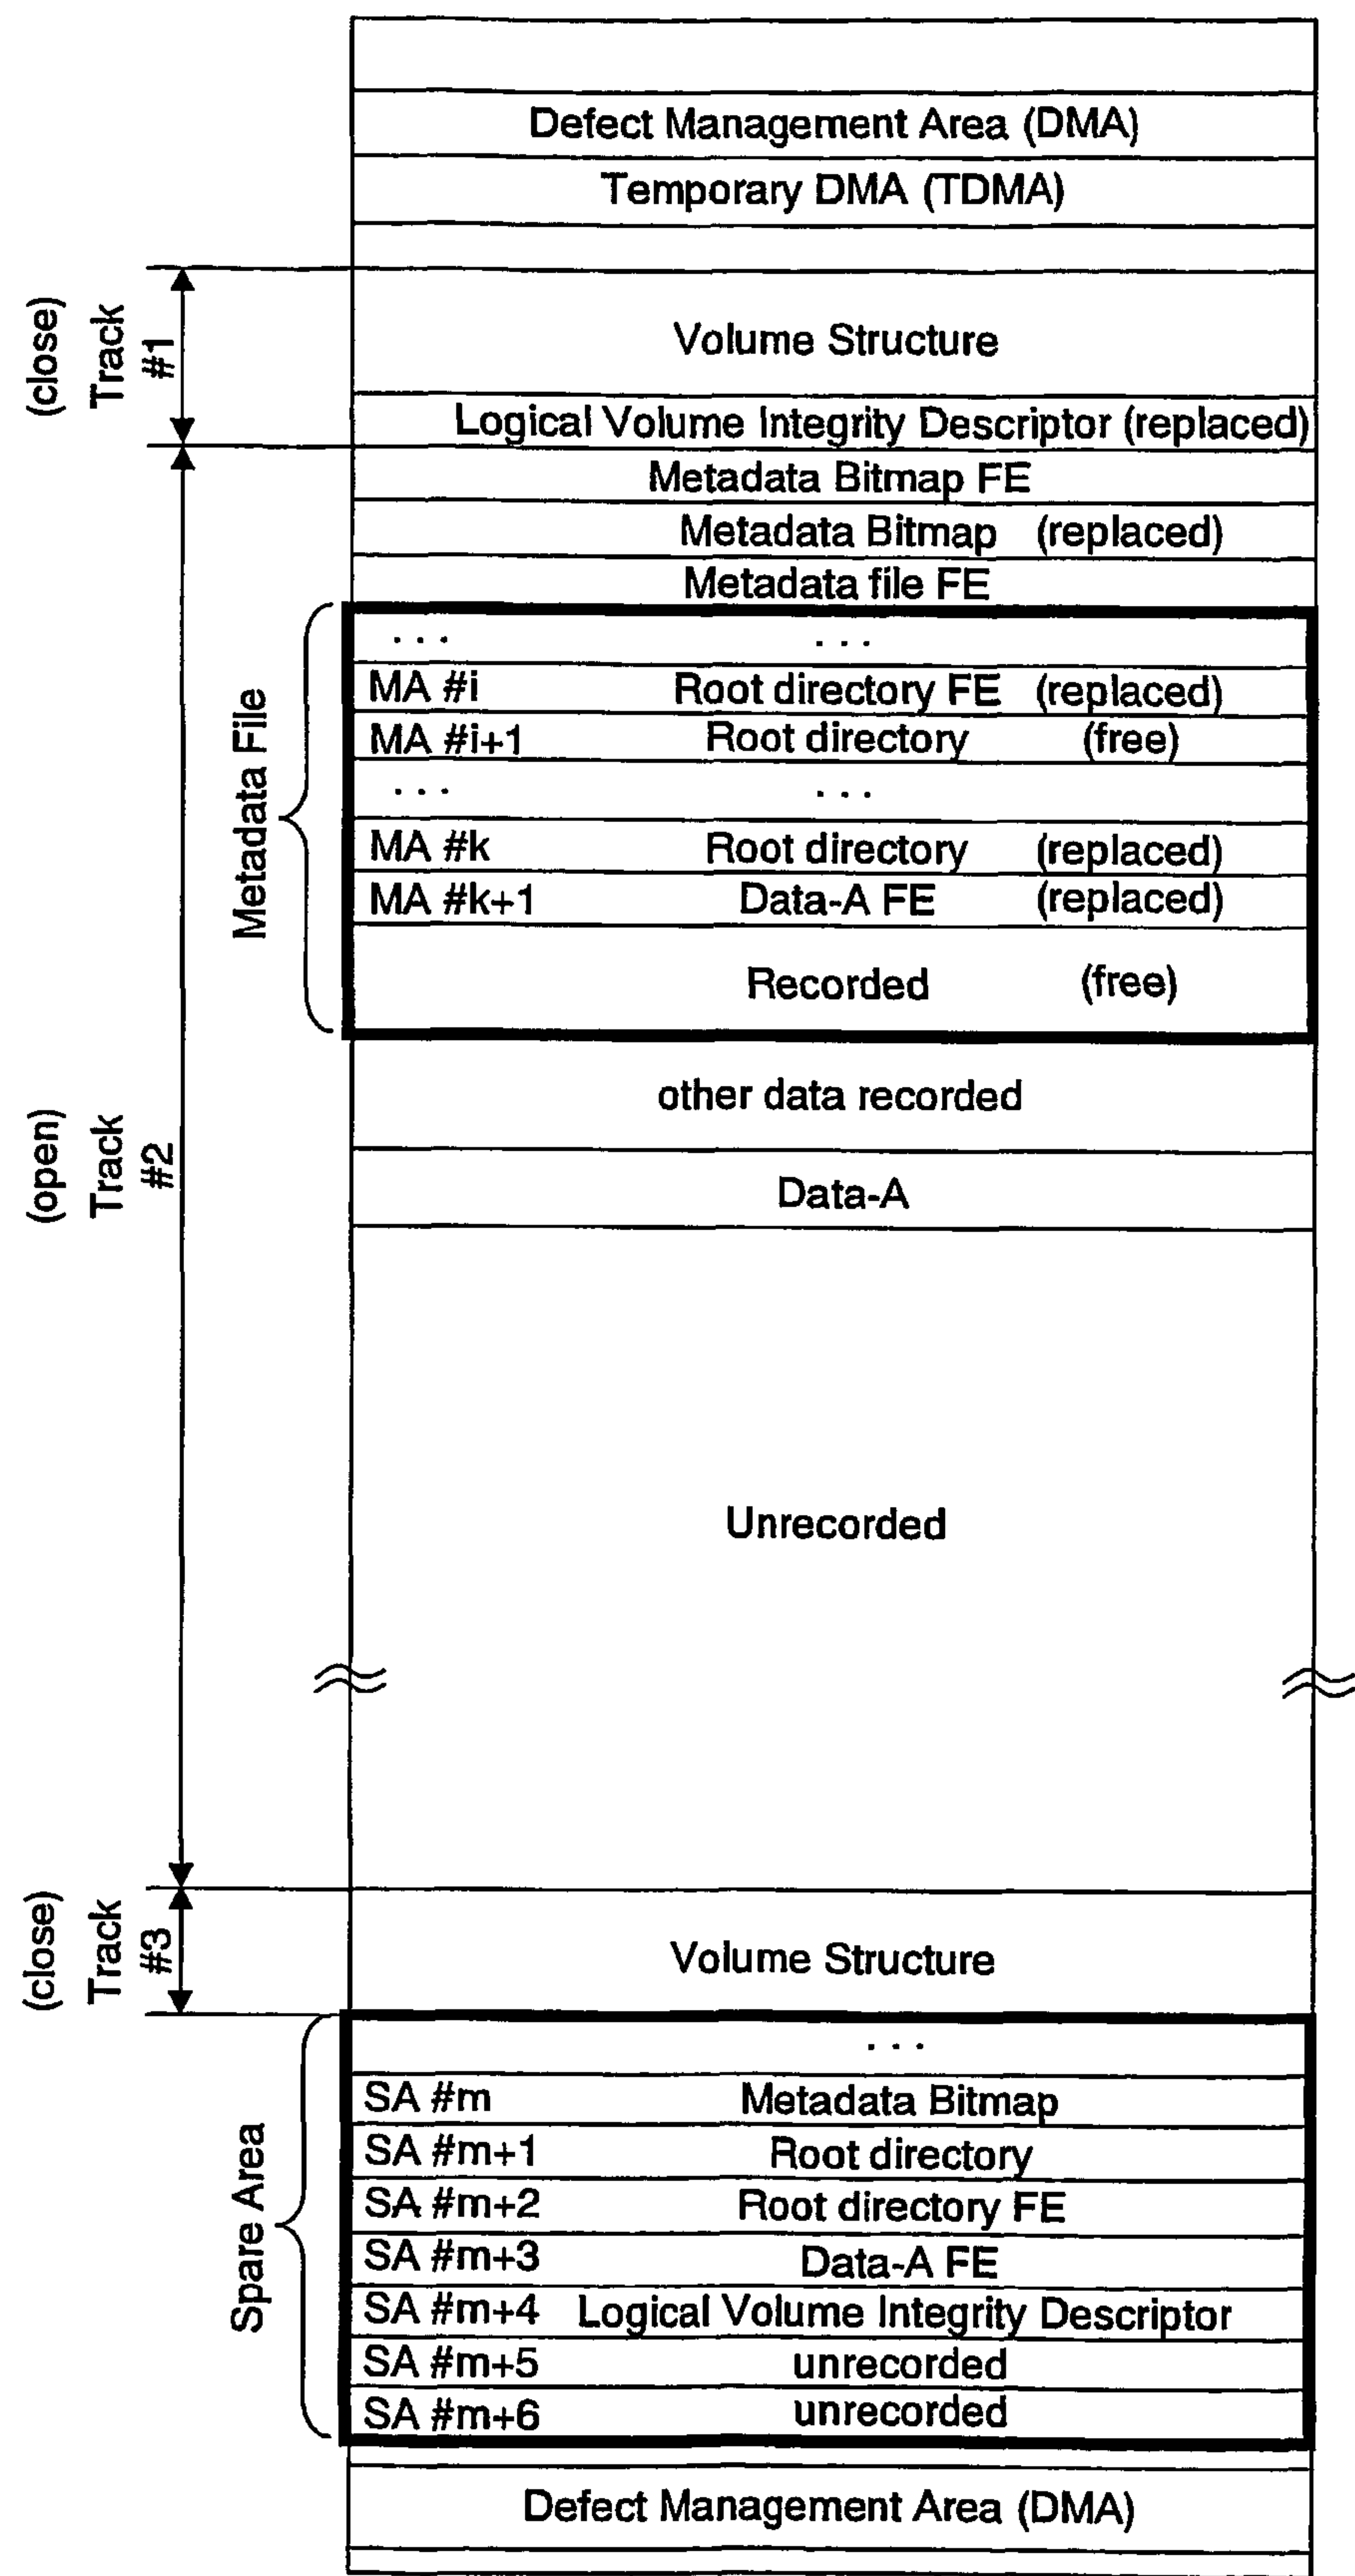 Defect Management Area (DMA)
Temporary DMA (TDMA)
(close)
Track
#1
Volume Structure
Logical Volume Integrity Descriptor (replaced)
(open)
Track
#2
Metadata Bitmap FE
Metadata Bitmap (replaced)
Metadata file FE
Metadata File
... ...
MA #i Root directory FE (replaced)
MA #i+1 Root directory (free)
... ...
MA #k Root directory (replaced)
MA #k+1 Data-A FE (replaced)
Recorded (free)
other data recorded
Data-A
Unrecorded
(close)
Track
#3
Volume Structure
Spare Area
...
SA #m Metadata Bitmap
SA #m+1 Root directory
SA #m+2 Root directory FE
SA #m+3 Data-A FE
SA #m+4 Logical Volume Integrity Descriptor
SA #m+5 unrecorded
SA #m+6 unrecorded
Defect Management Area (DMA)